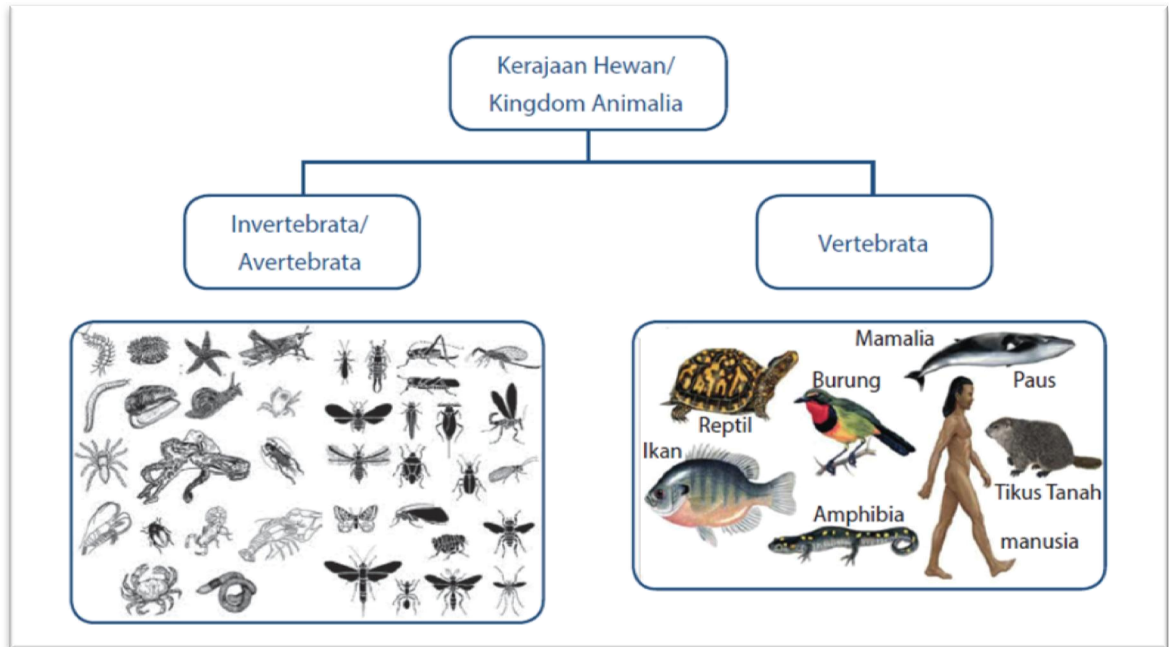 Kerajaan Hewan/
Kingdom Animalia
Invertebrata/
Avertebrata
Vertebrata
Mamalia
Paus
Burung
Reptil
Ikan
Tikus Tanah
Amphibia
manusia